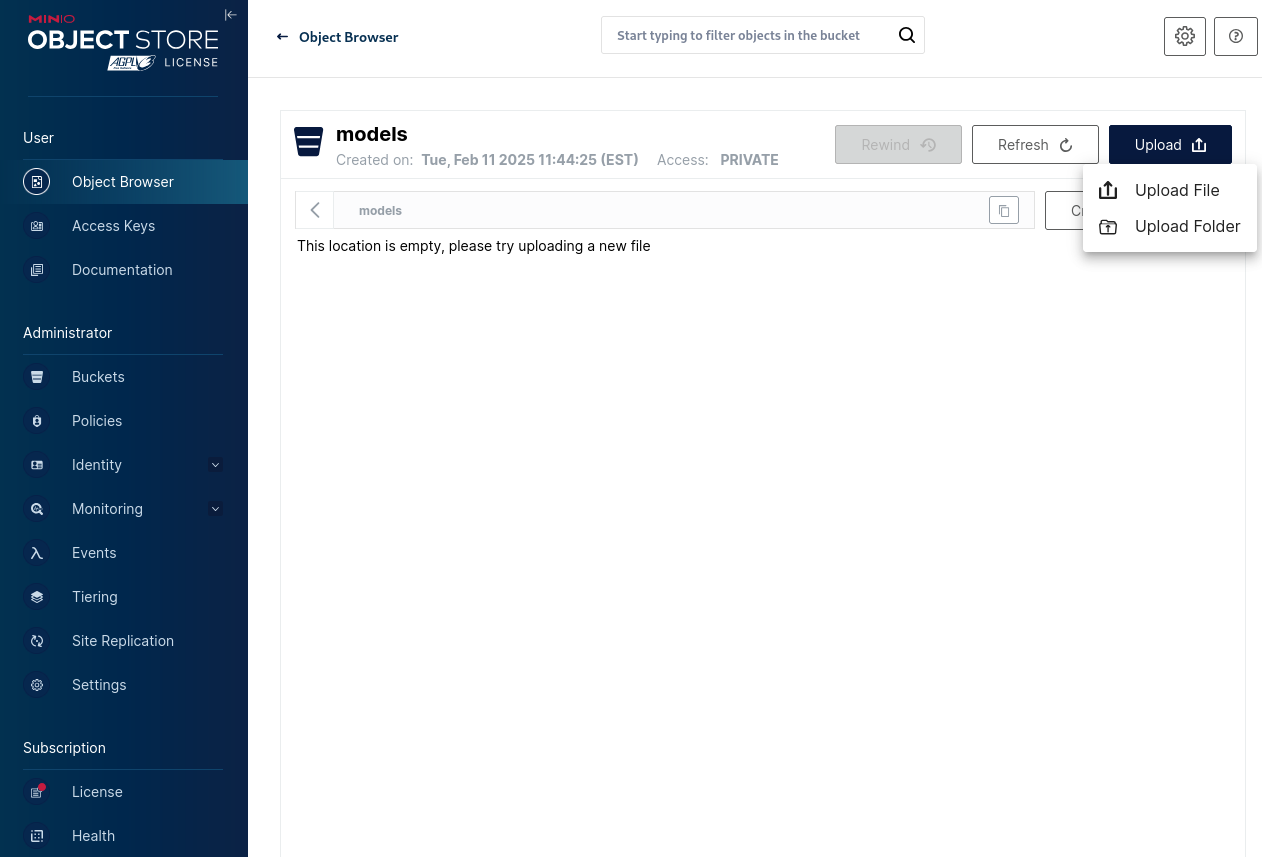 MINIO
OBJECT STORE
AGPL LICENSE
User
Object Browser
Access Keys
Documentation
Administrator
Buckets
Policies
Identity
Monitoring
Events
Tiering
Site Replication
Settings
Subscription
License
Health
Object Browser
Start typing to filter objects in the bucket
models
Created on: Tue, Feb 11 2025 11:44:25 (EST) Access: PRIVATE
Rewind
Refresh
Upload
Upload File
Upload Folder
models
Cr
This location is empty, please try uploading a new file